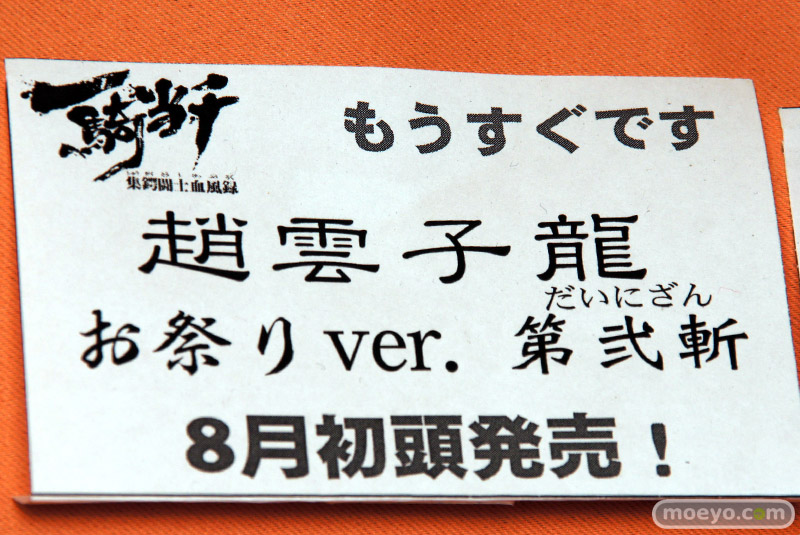 一騎当千
集鍔闘士血風録
もうすぐです
趙雲子龍
だいにざん
お祭りver. 第弐斬
8月初頭発売!
moeyo.com